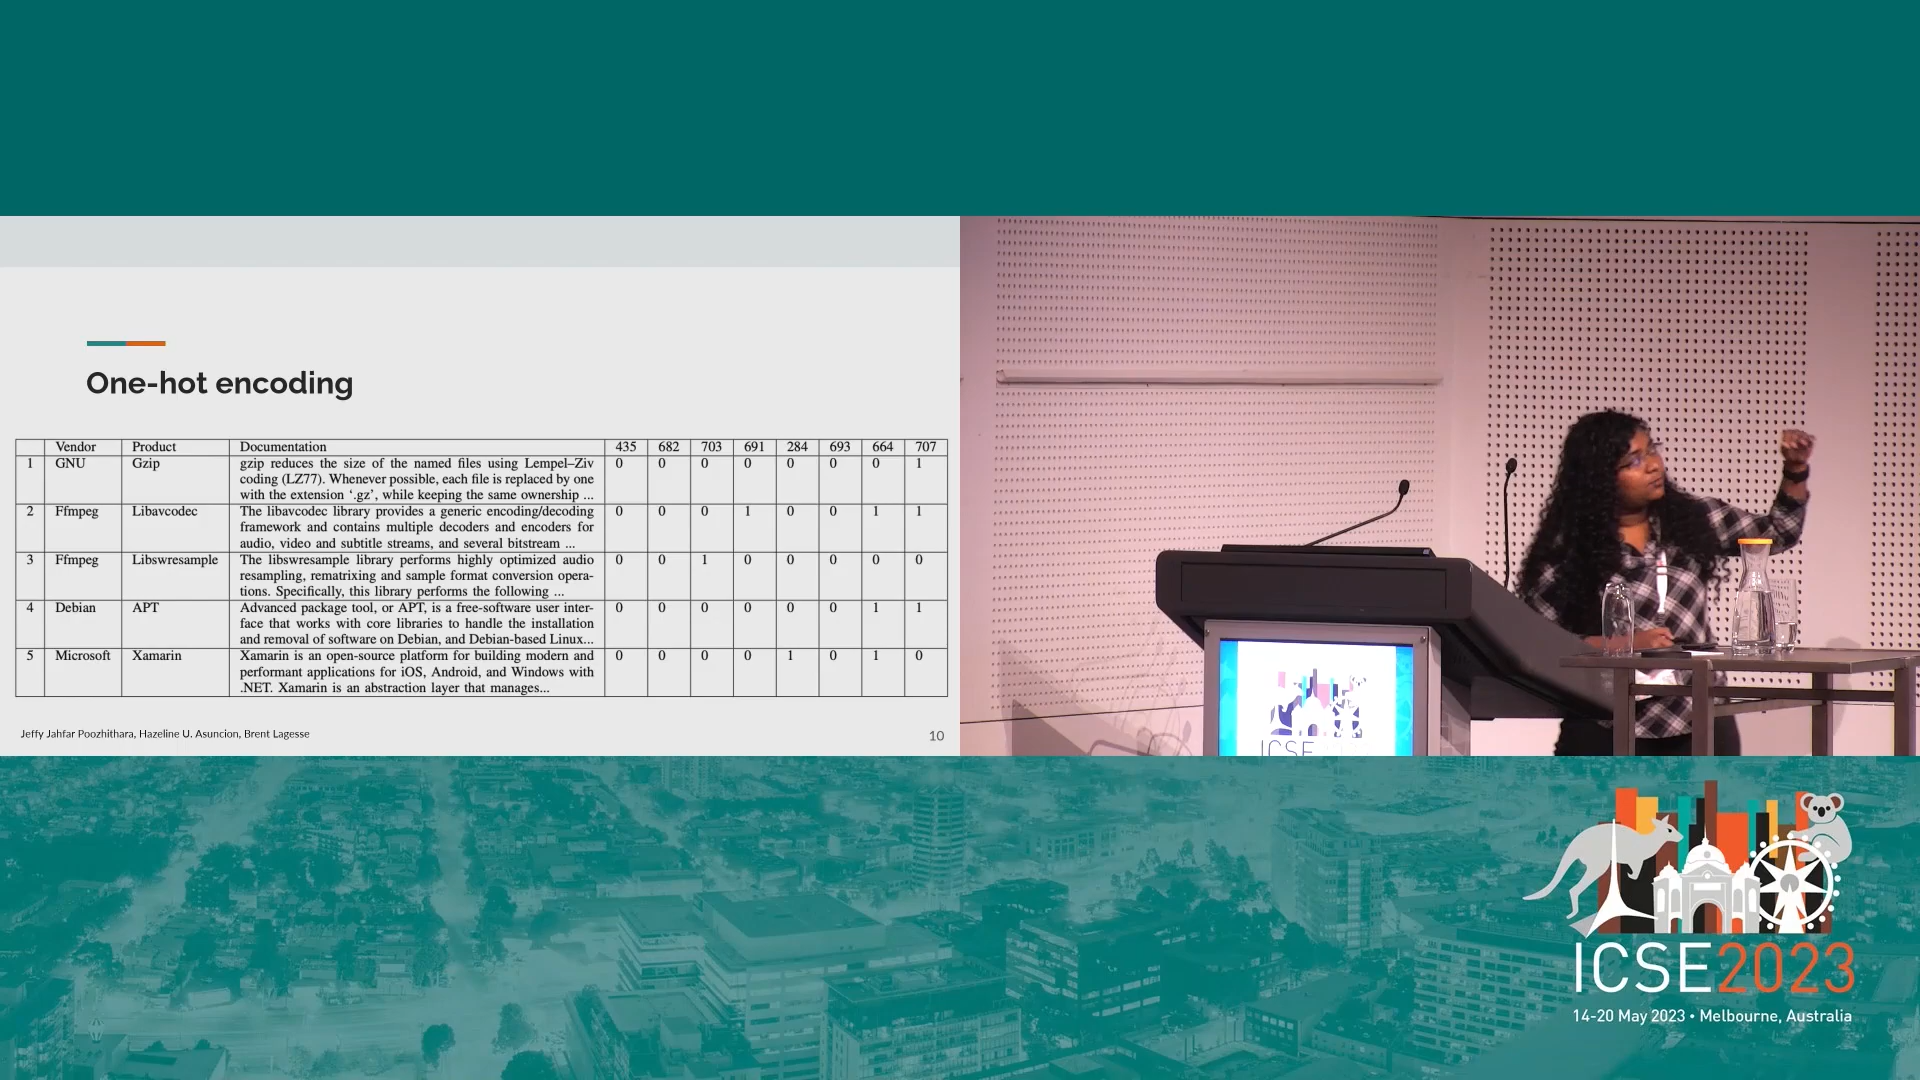 One-hot encoding
Vendor Product Documentation 435 682 703 691 284 693 664 707
1 GNU Gzip gzip reduces the size of the named files using Lempel–Ziv 0 0 0 0 0 0 0 1
coding (LZ77). Whenever possible, each file is replaced by one
with the extension ‘.gz’, while keeping the same ownership ...
2 Ffmpeg Libavcodec The libavcodec library provides a generic encoding/decoding 0 0 0 1 0 0 1 1
framework and contains multiple decoders and encoders for
audio, video and subtitle streams, and several bitstream ...
3 Ffmpeg Libswresample The libswresample library performs highly optimized audio 0 0 1 0 0 0 0 0
resampling, rematrixing and sample format conversion opera-
tions. Specifically, this library performs the following ...
4 Debian APT Advanced package tool, or APT, is a free-software user inter- 0 0 0 0 0 0 1 1
face that works with core libraries to handle the installation
and removal of software on Debian, and Debian-based Linux...
5 Microsoft Xamarin Xamarin is an open-source platform for building modern and 0 0 0 0 1 0 1 0
performant applications for iOS, Android, and Windows with
.NET. Xamarin is an abstraction layer that manages...
Jeffy Jahfar Poozhithara, Hazeline U. Asuncion, Brent Lagesse
10
ICSE
ICSE2023
14-20 May 2023 • Melbourne, Australia